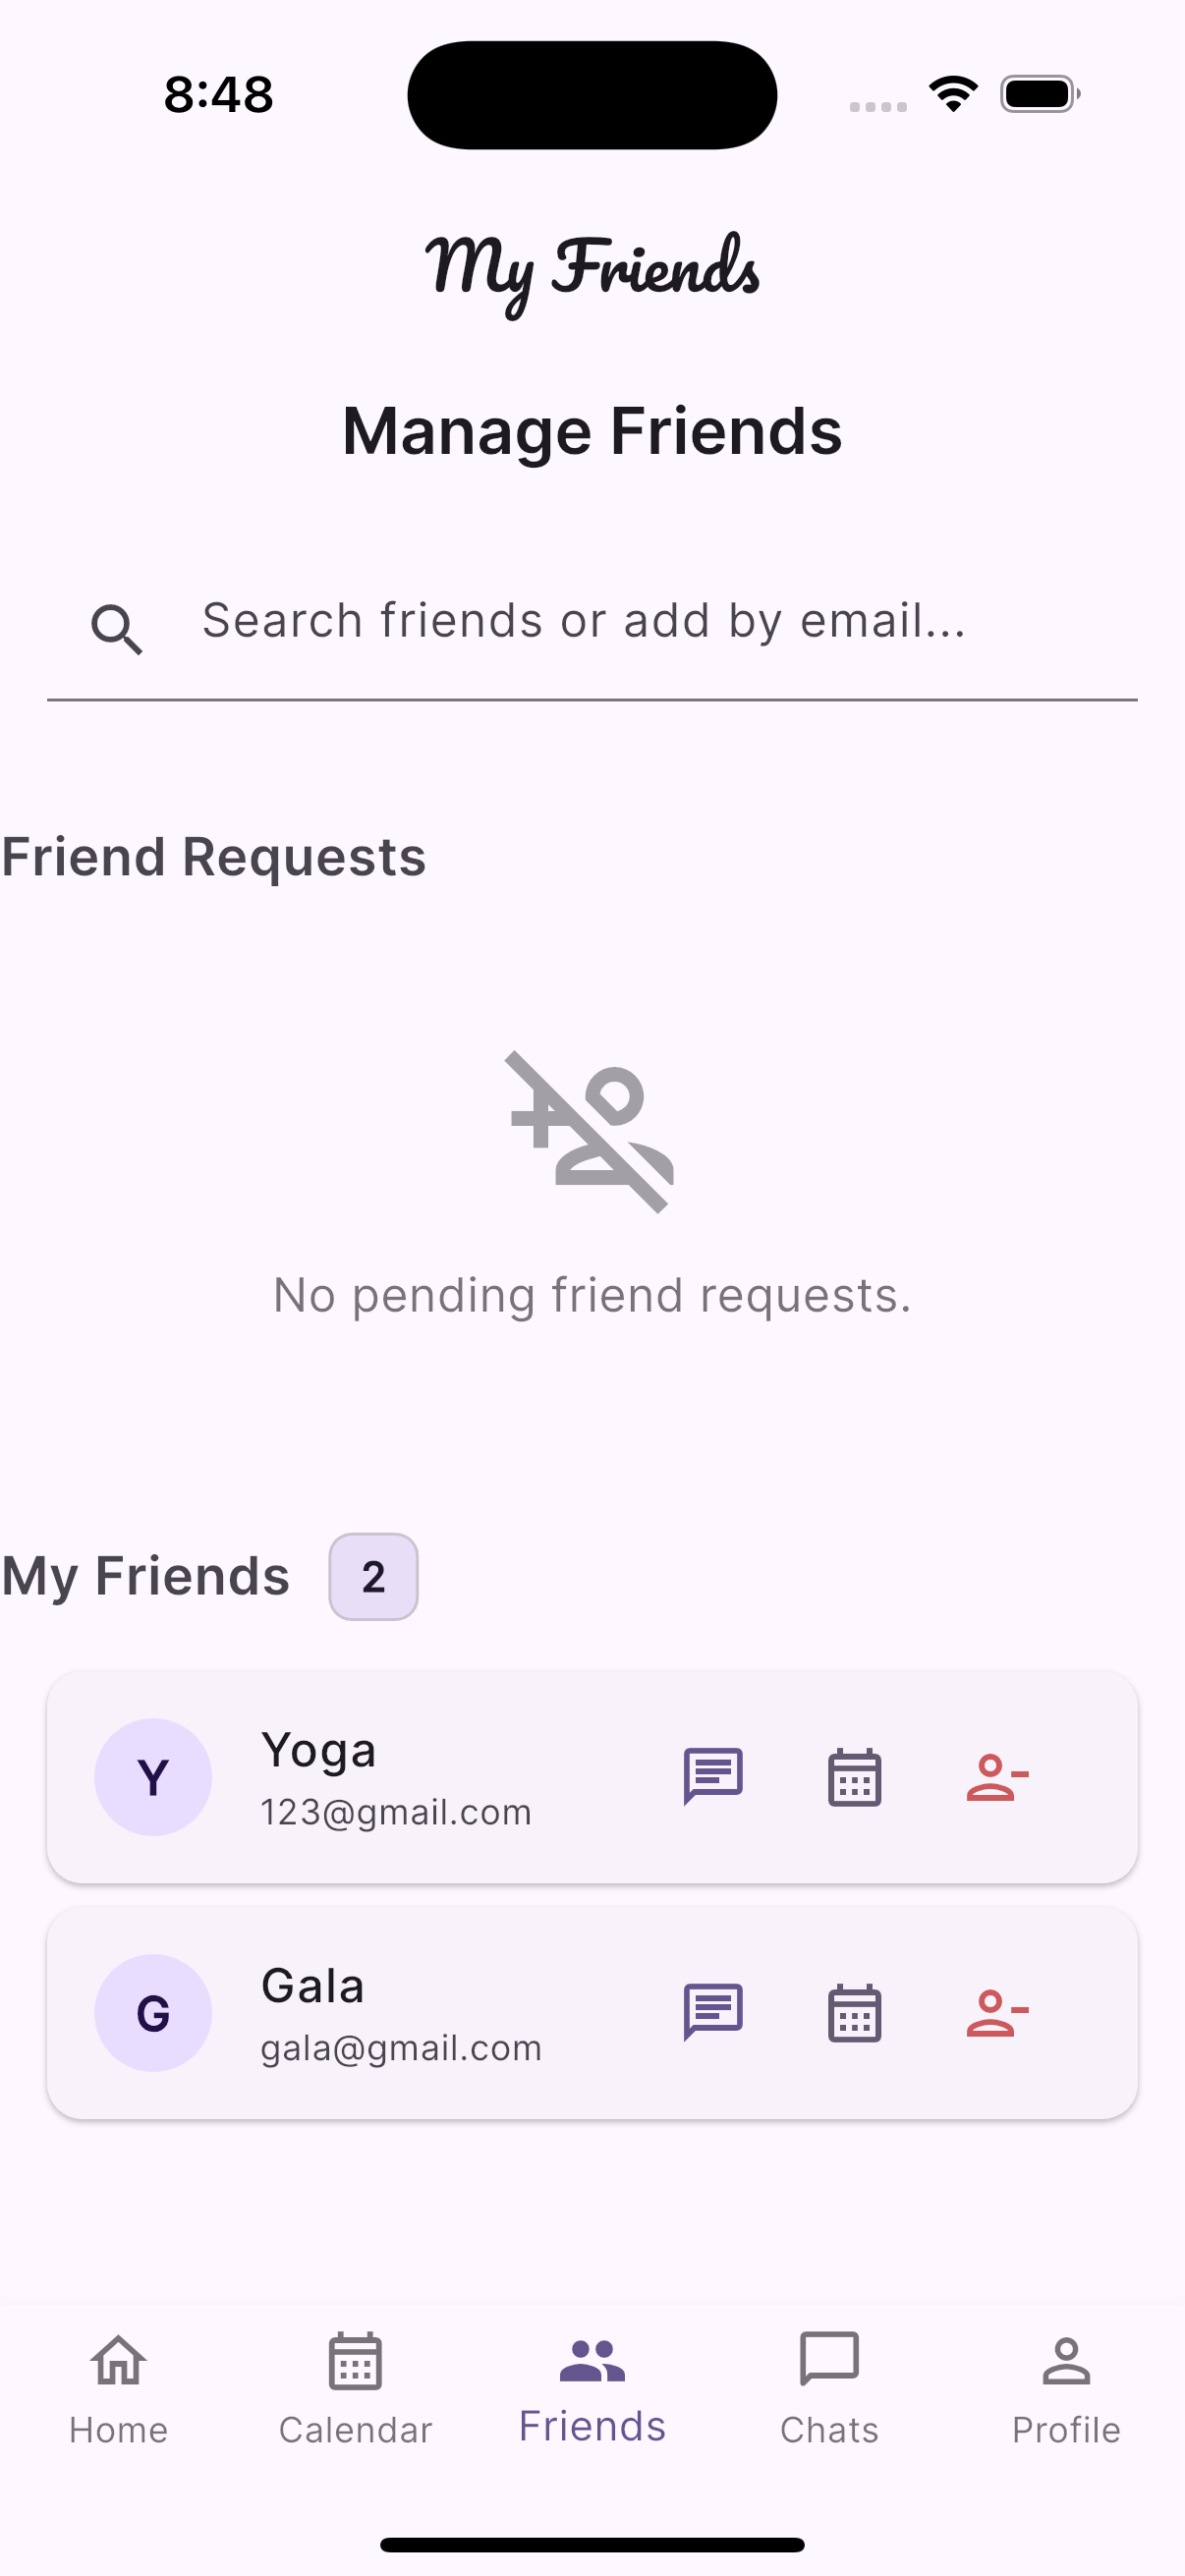 8:48
My Friends
Manage Friends
Search friends or add by email...
Friend Requests
No pending friend requests.
My Friends 2
Y
Yoga
123@gmail.com
G
Gala
gala@gmail.com
Home Calendar Friends Chats Profile